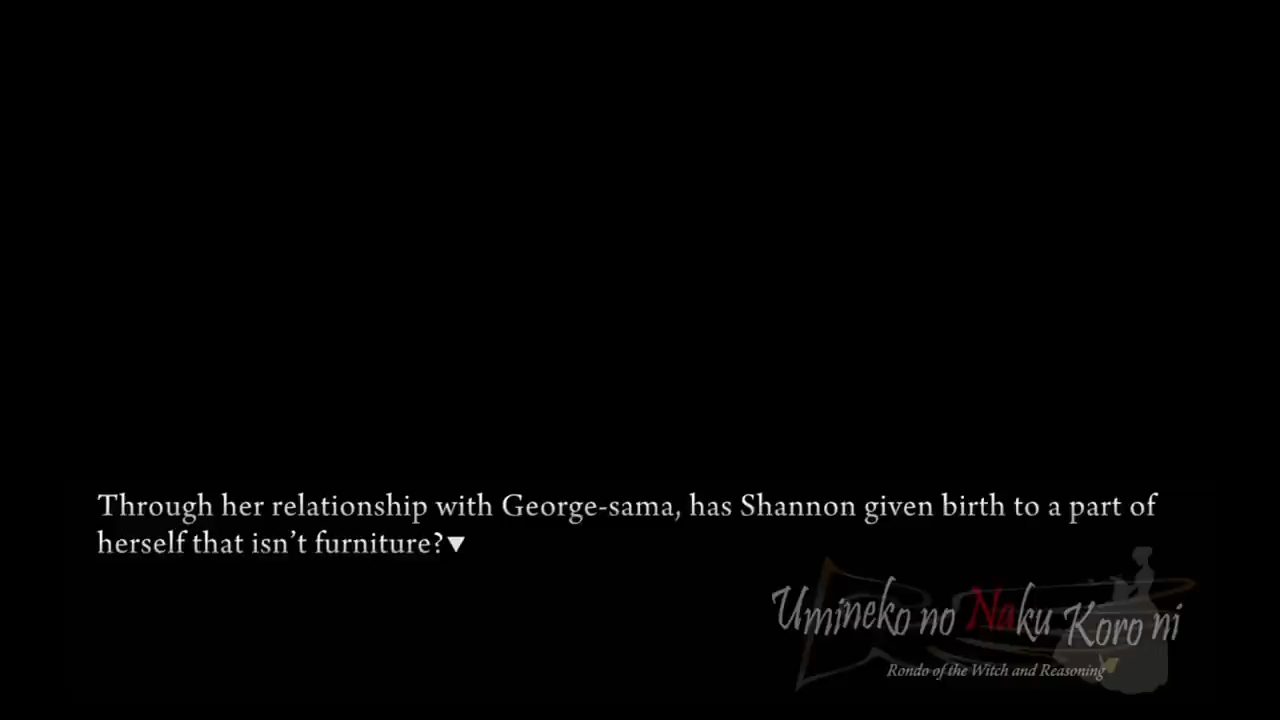 Through her relationship with George-sama, has Shannon given birth to a part of
herself that isn't furniture?▼
Umineko no Naku Koro ni
Rondo of the Witch and Reasoning